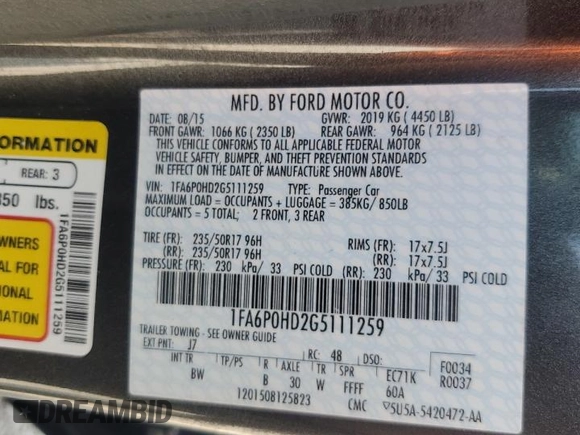 MFD. BY FORD MOTOR CO.
DATE: 08/15 GVWR: 2019 KG ( 4450 LB)
FRONT GAWR: 1066 KG ( 2350 LB) REAR GAWR: 964 KG ( 2125 LB)
THIS VEHICLE CONFORMS TO ALL APPLICABLE FEDERAL MOTOR
VEHICLE SAFETY, BUMPER, AND THEFT PREVENTION STANDARDS
IN EFFECT ON THE DATE OF MANUFACTURE SHOWN ABOVE.
VIN: 1FA6P0HD2G5111259 TYPE: Passenger Car
MAXIMUM LOAD = OCCUPANTS + LUGGAGE = 385KG/ 850LB
OCCUPANTS = 5 TOTAL; 2 FRONT, 3 REAR
TIRE (FR): 235/50R17 96H RIMS (FR): 17x7.5J
(RR): 235/50R17 96H (RR): 17x7.5J
PRESSURE (FR): 230 kPa/ 33 PSI COLD (RR): 230 kPa/ 33 PSI COLD
1FA6P0HD2G5111259
TRAILER TOWING - SEE OWNER GUIDE
EXT PNT: J7 RC: 48 DSO: F0034
R0037
INT TR TP/PS R AXLE TR SPR EC71K
BW B 30 W FFFF 60A
1201508125823 CMC 5U5A-5420472-AA
ORMATION
REAR: 3
850 lbs.
1FA6P0HD2G5111259
WNERS
AL FOR
IONAL
MATION
DREAMBID